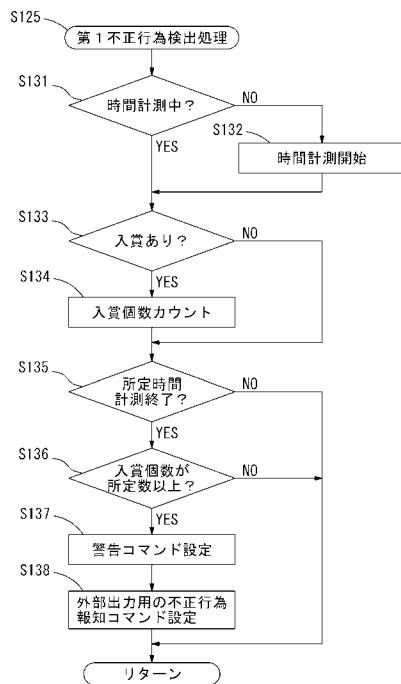 S125
第１不正行為検出処理
S131
時間計測中？
NO
S132
YES
時間計測開始
S133
入賞あり？
NO
YES
S134
入賞個数カウント
S135
所定時間
計測終了？
NO
YES
S136
入賞個数が
所定数以上？
NO
YES
S137
警告コマンド設定
S138
外部出力用の不正行為
報知コマンド設定
リターン